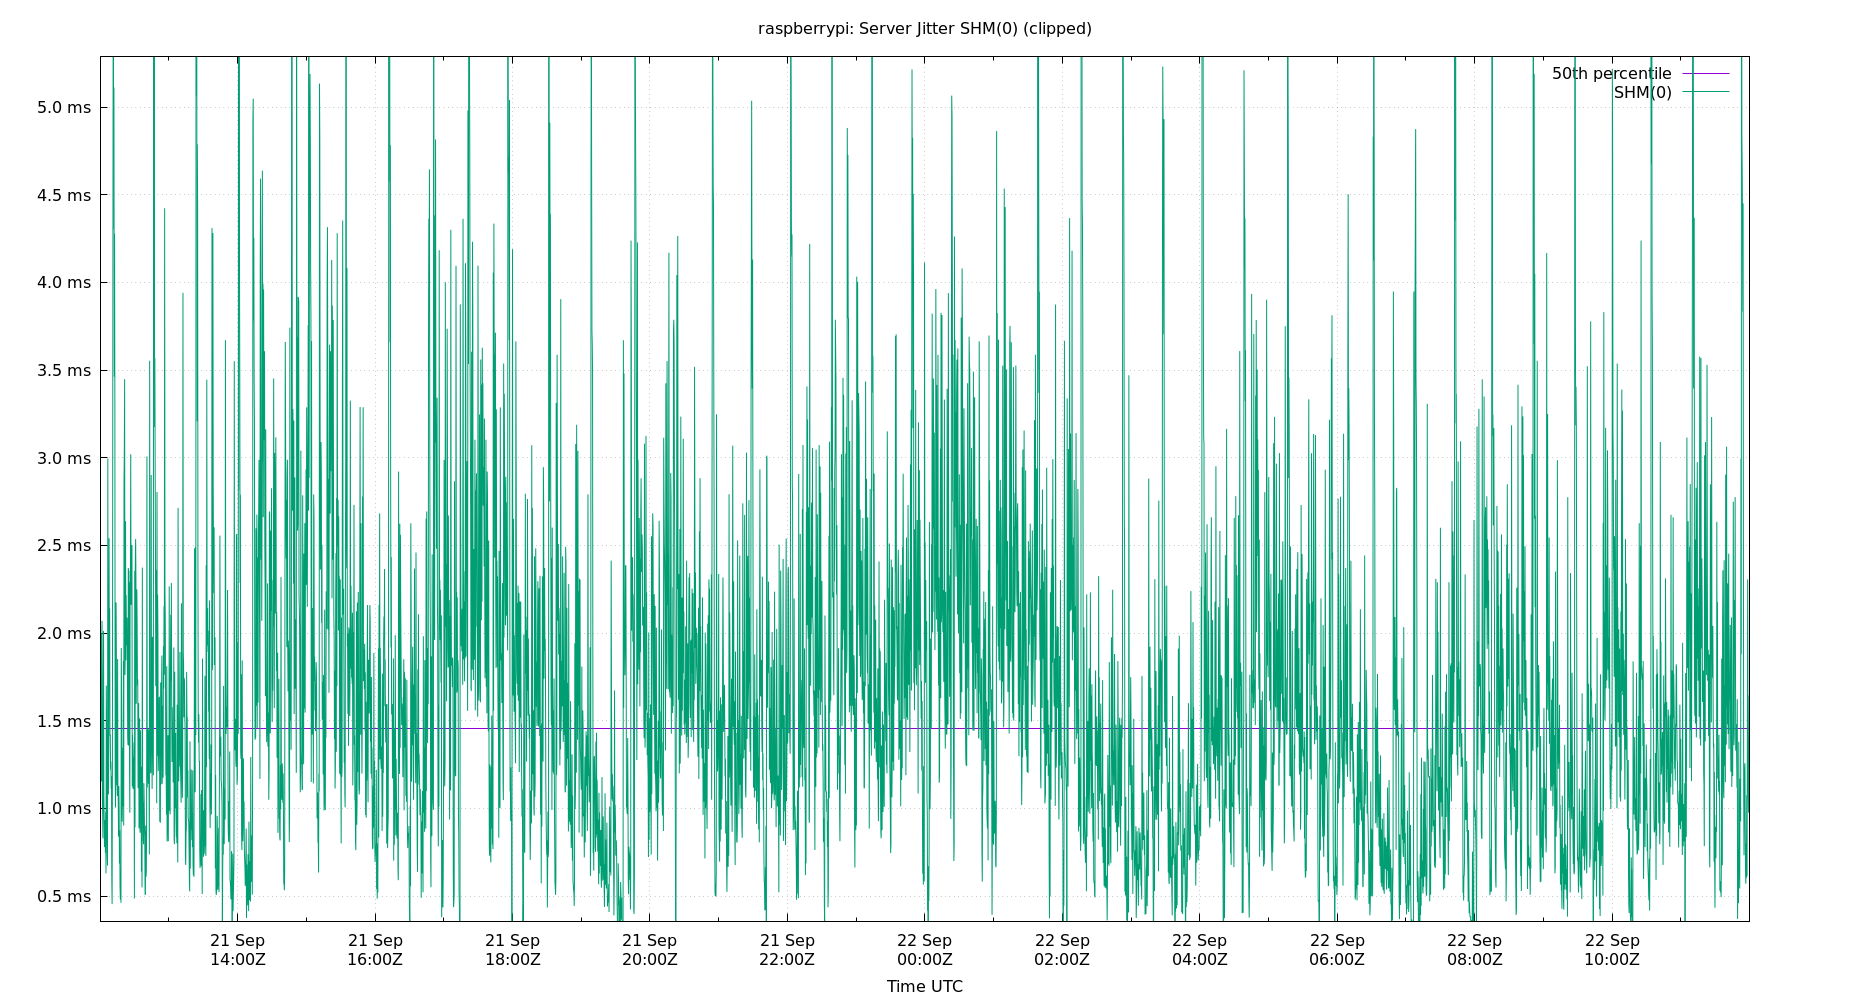 raspberrypi: Server Jitter SHM(0) (clipped)
50th percentile
SHM(0)
5.0 ms
4.5 ms
4.0 ms
3.5 ms
3.0 ms
2.5 ms
2.0 ms
1.5 ms
1.0 ms
0.5 ms
21 Sep 21 Sep 21 Sep 21 Sep 21 Sep 22 Sep 22 Sep 22 Sep 22 Sep 22 Sep 22 Sep
14:00Z 16:00Z 18:00Z 20:00Z 22:00Z 00:00Z 02:00Z 04:00Z 06:00Z 08:00Z 10:00Z
Time UTC